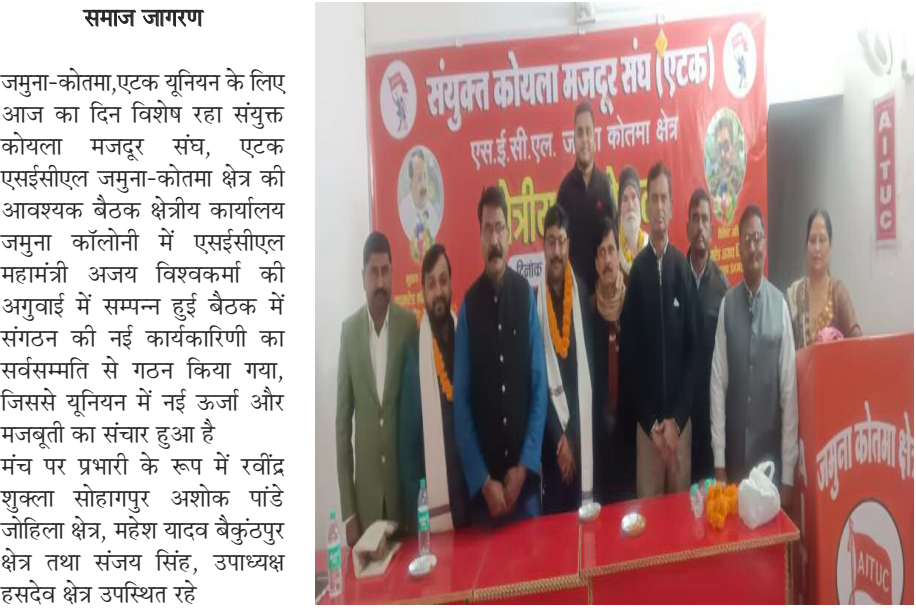 समाज जागरण
जमुना-कोतमा,एटक यूनियन के लिए
आज का दिन विशेष रहा संयुक्त
कोयला मजदूर संघ, एटक
एसईसीएल जमुना-कोतमा क्षेत्र की
आवश्यक बैठक क्षेत्रीय कार्यालय
जमुना कॉलोनी में एसईसीएल
महामंत्री अजय विश्वकर्मा की
अगुवाई में सम्पन्न हुई बैठक में
संगठन की नई कार्यकारिणी का
सर्वसम्मति से गठन किया गया,
जिससे यूनियन में नई ऊर्जा और
मजबूती का संचार हुआ है
मंच पर प्रभारी के रूप में रवींद्र
शुक्ला सोहागपुर अशोक पांडे
जोहिला क्षेत्र, महेश यादव बैकुंठपुर
क्षेत्र तथा संजय सिंह, उपाध्यक्ष
हसदेव क्षेत्र उपस्थित रहे
संयुक्त कोयला मजदूर संघ (एटक)
एस.ई.सी.एल. कोतमा क्षेत्र
दिनांक
AITUC
जमुना कोतमा क्षे
AITUC